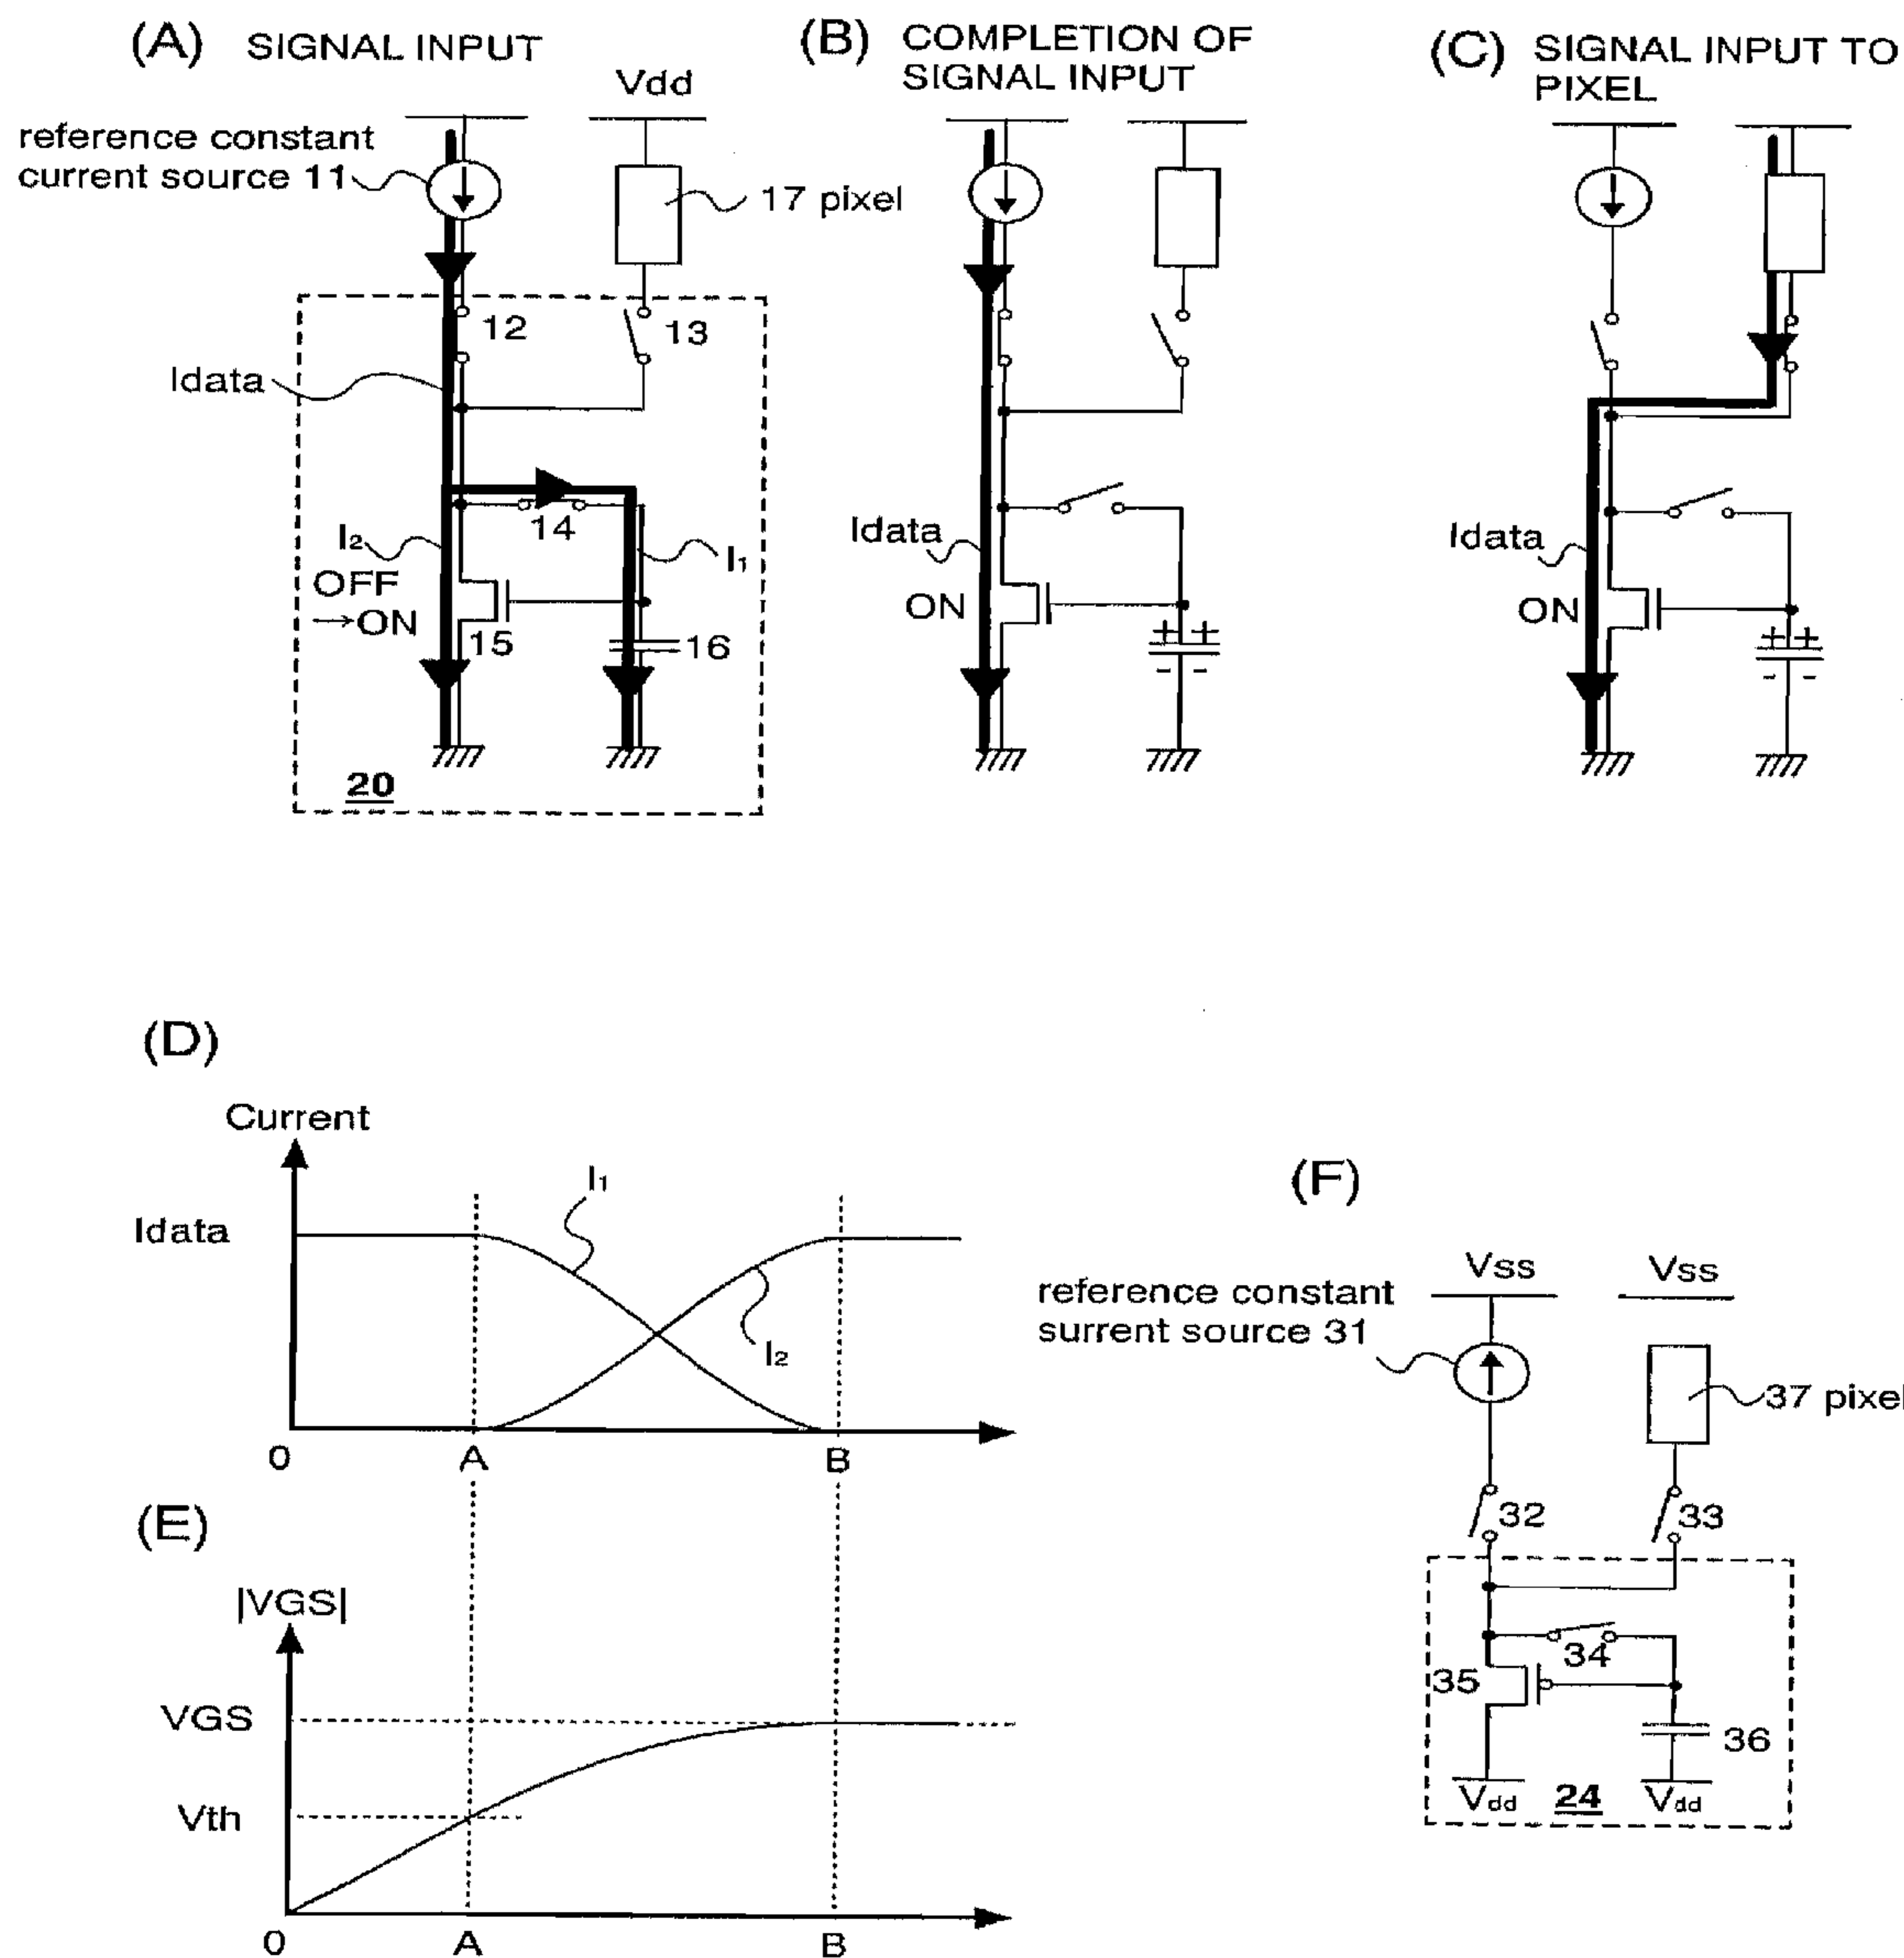 (A) SIGNAL INPUT
Vdd
reference constant
current source 11
17 pixel
12
13
Idata
14
I2
I1
OFF
→ON
15
16
20
(B) COMPLETION OF
SIGNAL INPUT
Idata
ON
+ +
- -
(C) SIGNAL INPUT TO
PIXEL
Idata
ON
+ +
- -
(D)
Current
Idata
I1
I2
0 A B
(E)
|VGS|
VGS
Vth
0 A B
(F)
Vss Vss
reference constant
surrent source 31
37 pixel
32
33
34
35
36
Vdd 24 Vdd